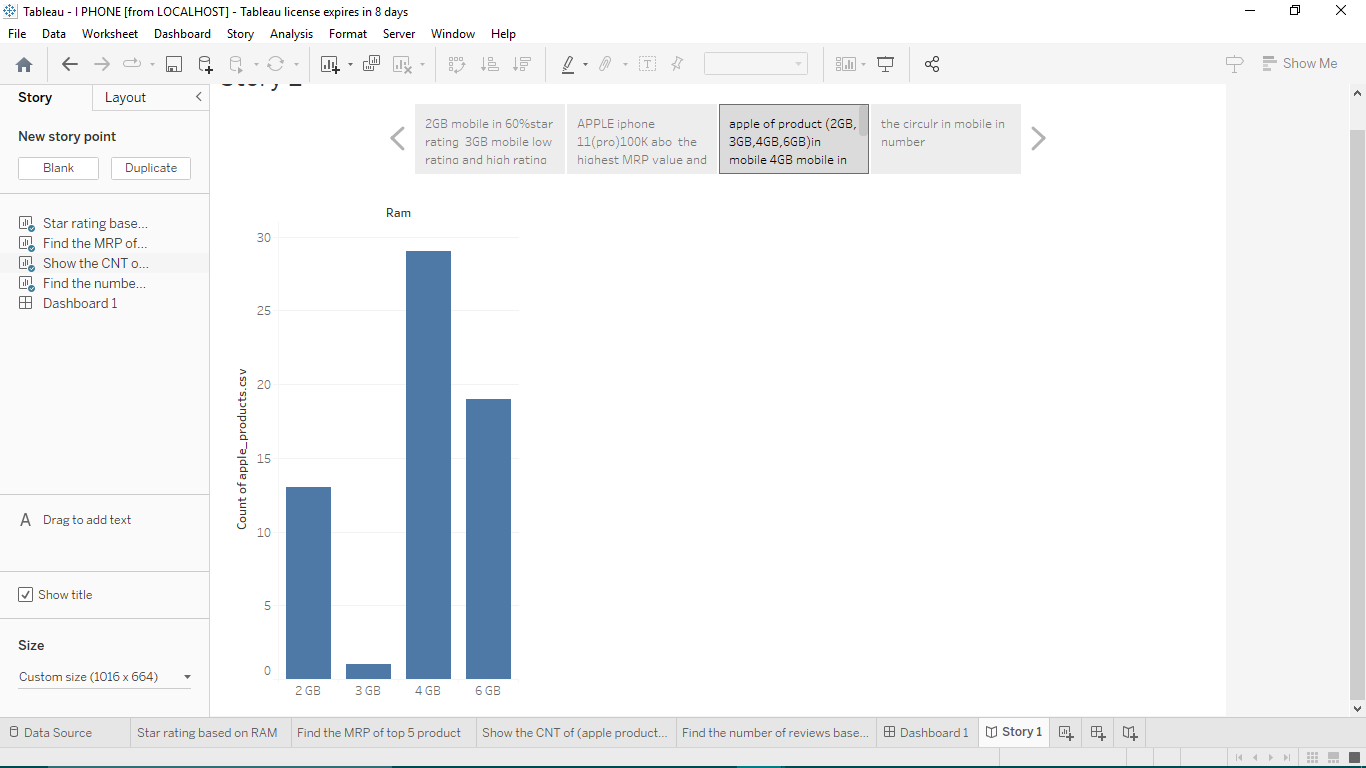 Tableau - I PHONE [from LOCALHOST] - Tableau license expires in 8 days
File Data Worksheet Dashboard Story Analysis Format Server Window Help
Show Me
Story
Layout
New story point
Blank
Duplicate
Star rating base...
Find the MRP of...
Show the CNT o...
Find the numbe...
Dashboard 1
A Drag to add text
Show title
Size
Custom size (1016 x 664)
2GB mobile in 60%star
rating 3GB mobile low
rating and high rating
APPLE iphone
11(pro)100K abo the
highest MRP value and
apple of product (2GB,
3GB,4GB,6GB)in
mobile 4GB mobile in
the circulr in mobile in
number
Ram
Count of apple_products.csv
30
25
20
15
10
5
0
2 GB
3 GB
4 GB
6 GB
Data Source
Star rating based on RAM
Find the MRP of top 5 product
Show the CNT of (apple product...
Find the number of reviews base...
Dashboard 1
Story 1